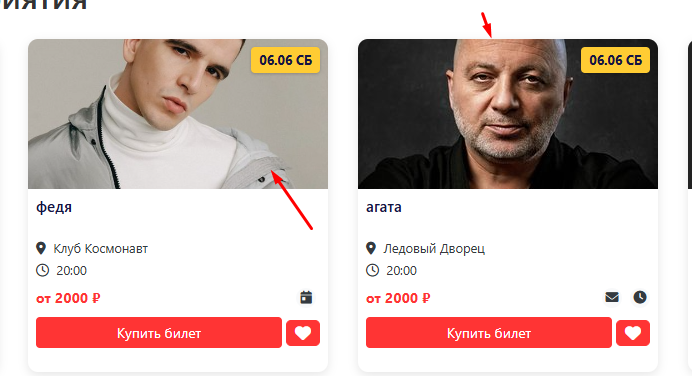 06.06 СБ
06.06 СБ
федя
агата
Клуб Космонавт
Ледовый Дворец
20:00
20:00
от 2000 ₽
от 2000 ₽
Купить билет
Купить билет